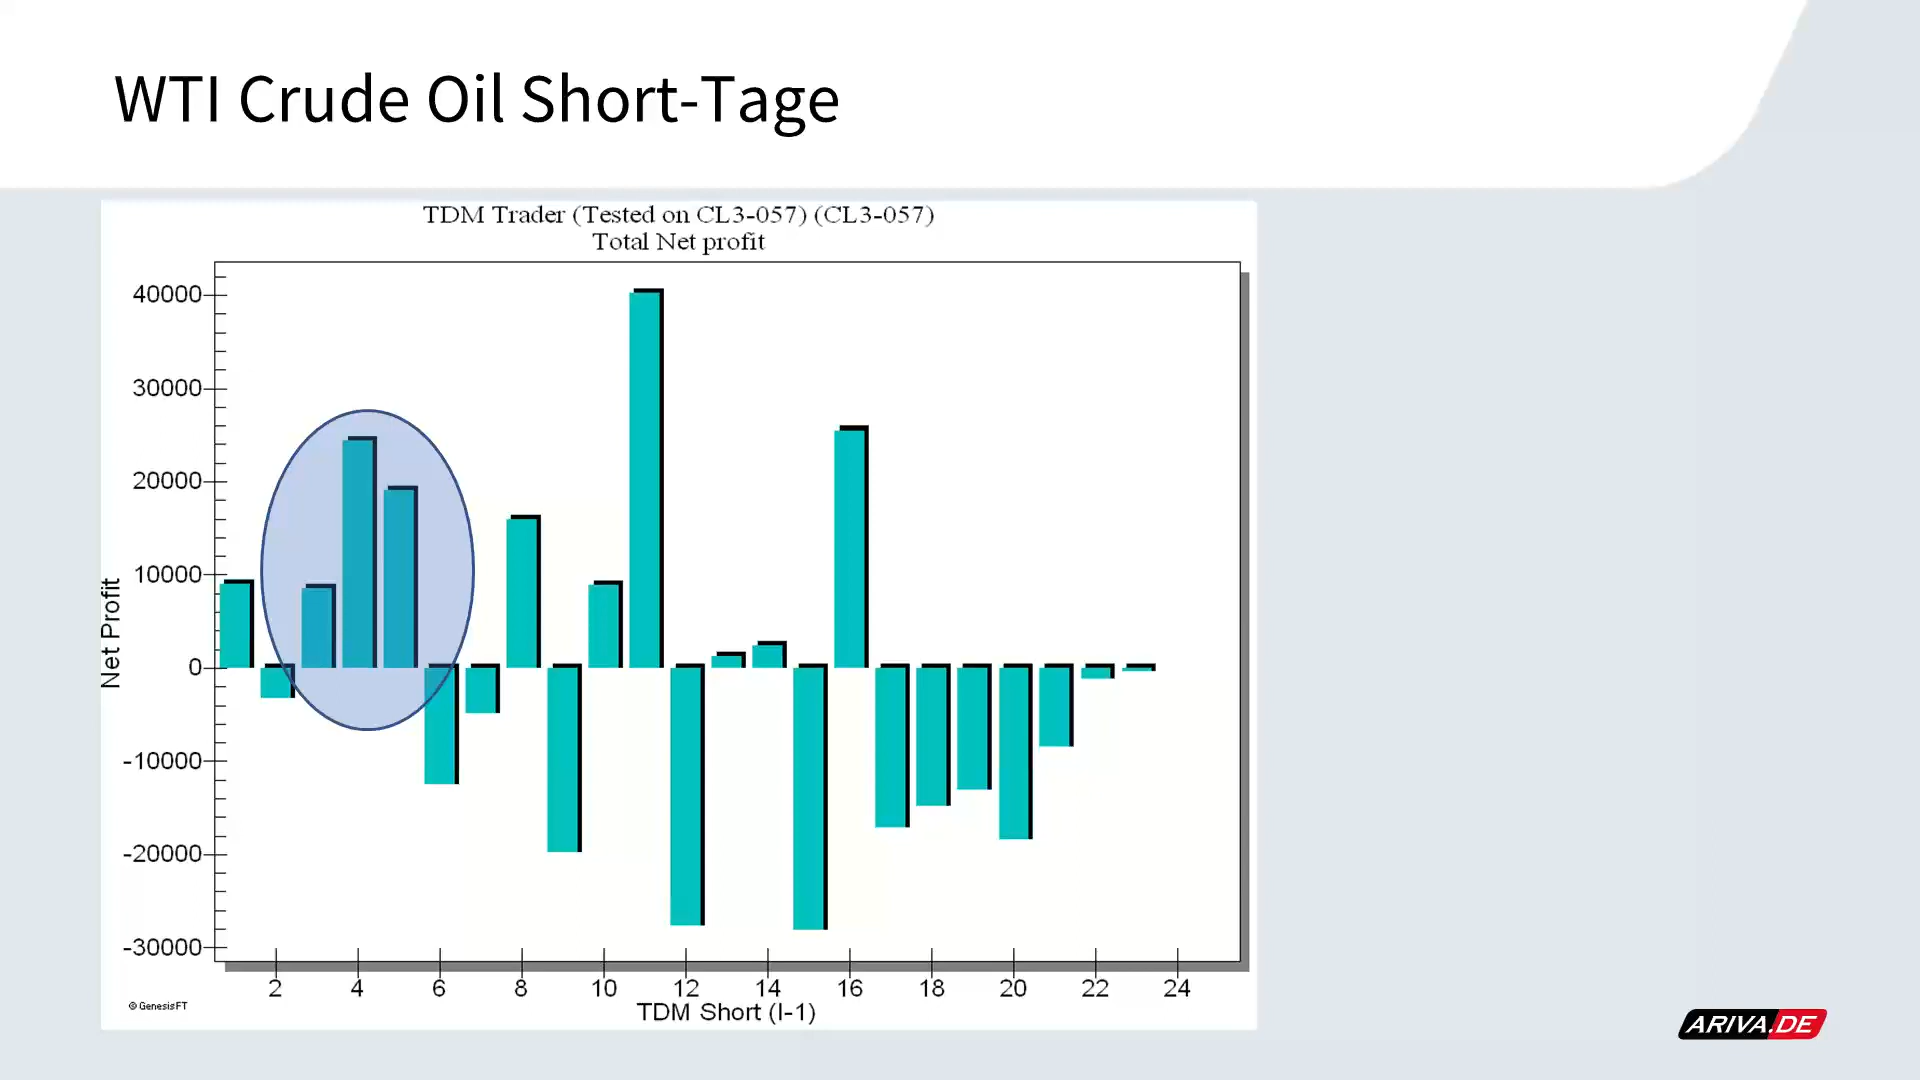 WTI Crude Oil Short-Tage
TDM Trader (Tested on CL3-057) (CL3-057)
Total Net profit
40000
30000
20000
10000
0
-10000
-20000
-30000
Net Profit
2 4 6 8 10 12 14 16 18 20 22 24
TDM Short (I-1)
© GenesisFT
ARIVA.DE